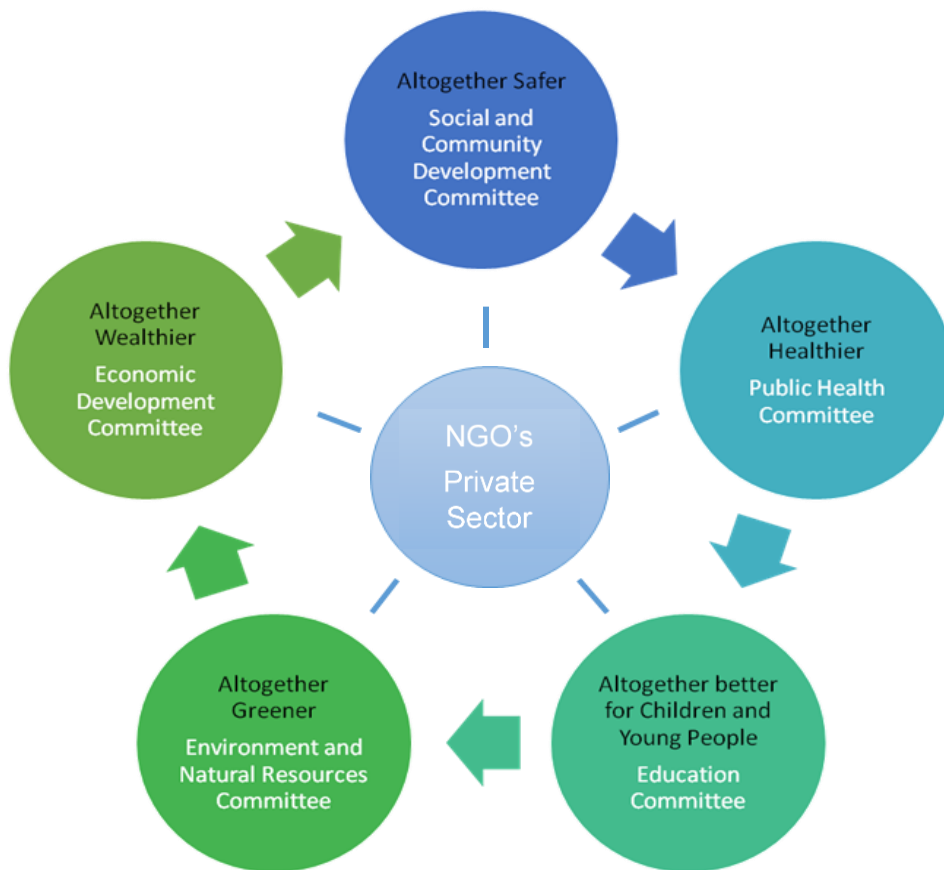 Altogether Safer
Social and
Community
Development
Committee
Altogether
Healthier
Public Health
Committee
Altogether better
for Children and
Young People
Education
Committee
Altogether
Greener
Environment and
Natural Resources
Committee
Altogether
Wealthier
Economic
Development
Committee
NGO's
Private
Sector